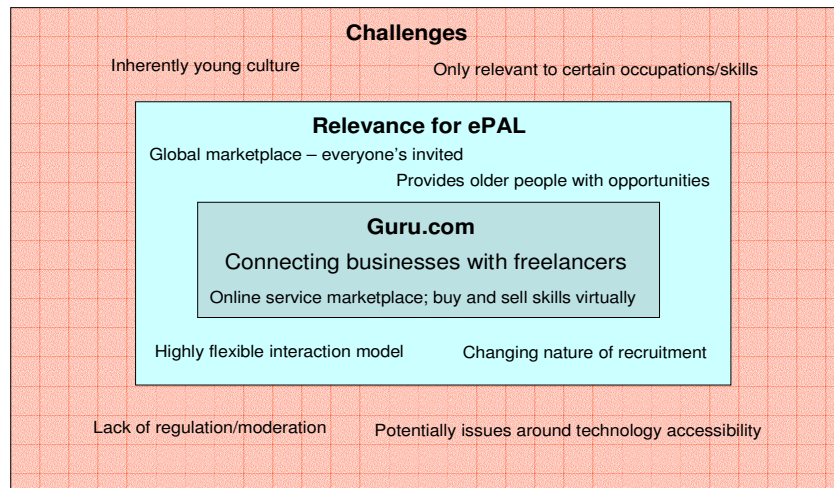 Challenges
Inherently young culture
Only relevant to certain occupations/skills
Relevance for ePAL
Global marketplace – everyone's invited
Provides older people with opportunities
Guru.com
Connecting businesses with freelancers
Online service marketplace; buy and sell skills virtually
Highly flexible interaction model
Changing nature of recruitment
Lack of regulation/moderation
Potentially issues around technology accessibility